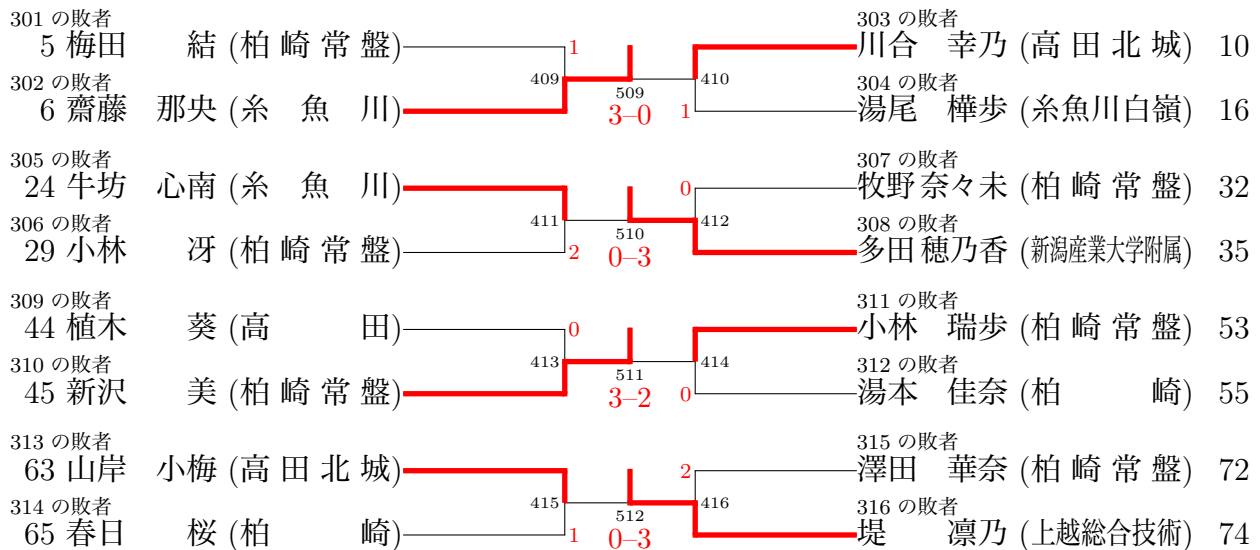 301 の敗者 303 の敗者
5 梅田 結 (柏崎常盤) 1 川合 幸乃 (高田北城) 10
409 410
302 の敗者 509 304 の敗者
6 齋藤 那央 (糸魚川) 3–0 1 湯尾 樺歩 (糸魚川白嶺) 16
305 の敗者 307 の敗者
24 牛坊 心南 (糸魚川) 0 牧野 奈々未 (柏崎常盤) 32
411 412
306 の敗者 510 308 の敗者
29 小林 冴 (柏崎常盤) 2 0–3 多田 穂乃香 (新潟産業大学附属) 35
309 の敗者 311 の敗者
44 植木 葵 (高田) 0 小林 瑞歩 (柏崎常盤) 53
413 414
310 の敗者 511 312 の敗者
45 新沢 美 (柏崎常盤) 3–2 0 湯本 佳奈 (柏崎) 55
313 の敗者 315 の敗者
63 山岸 小梅 (高田北城) 2 澤田 華奈 (柏崎常盤) 72
415 416
314 の敗者 512 316 の敗者
65 春日 桜 (柏崎) 1 0–3 堤 凛乃 (上越総合技術) 74